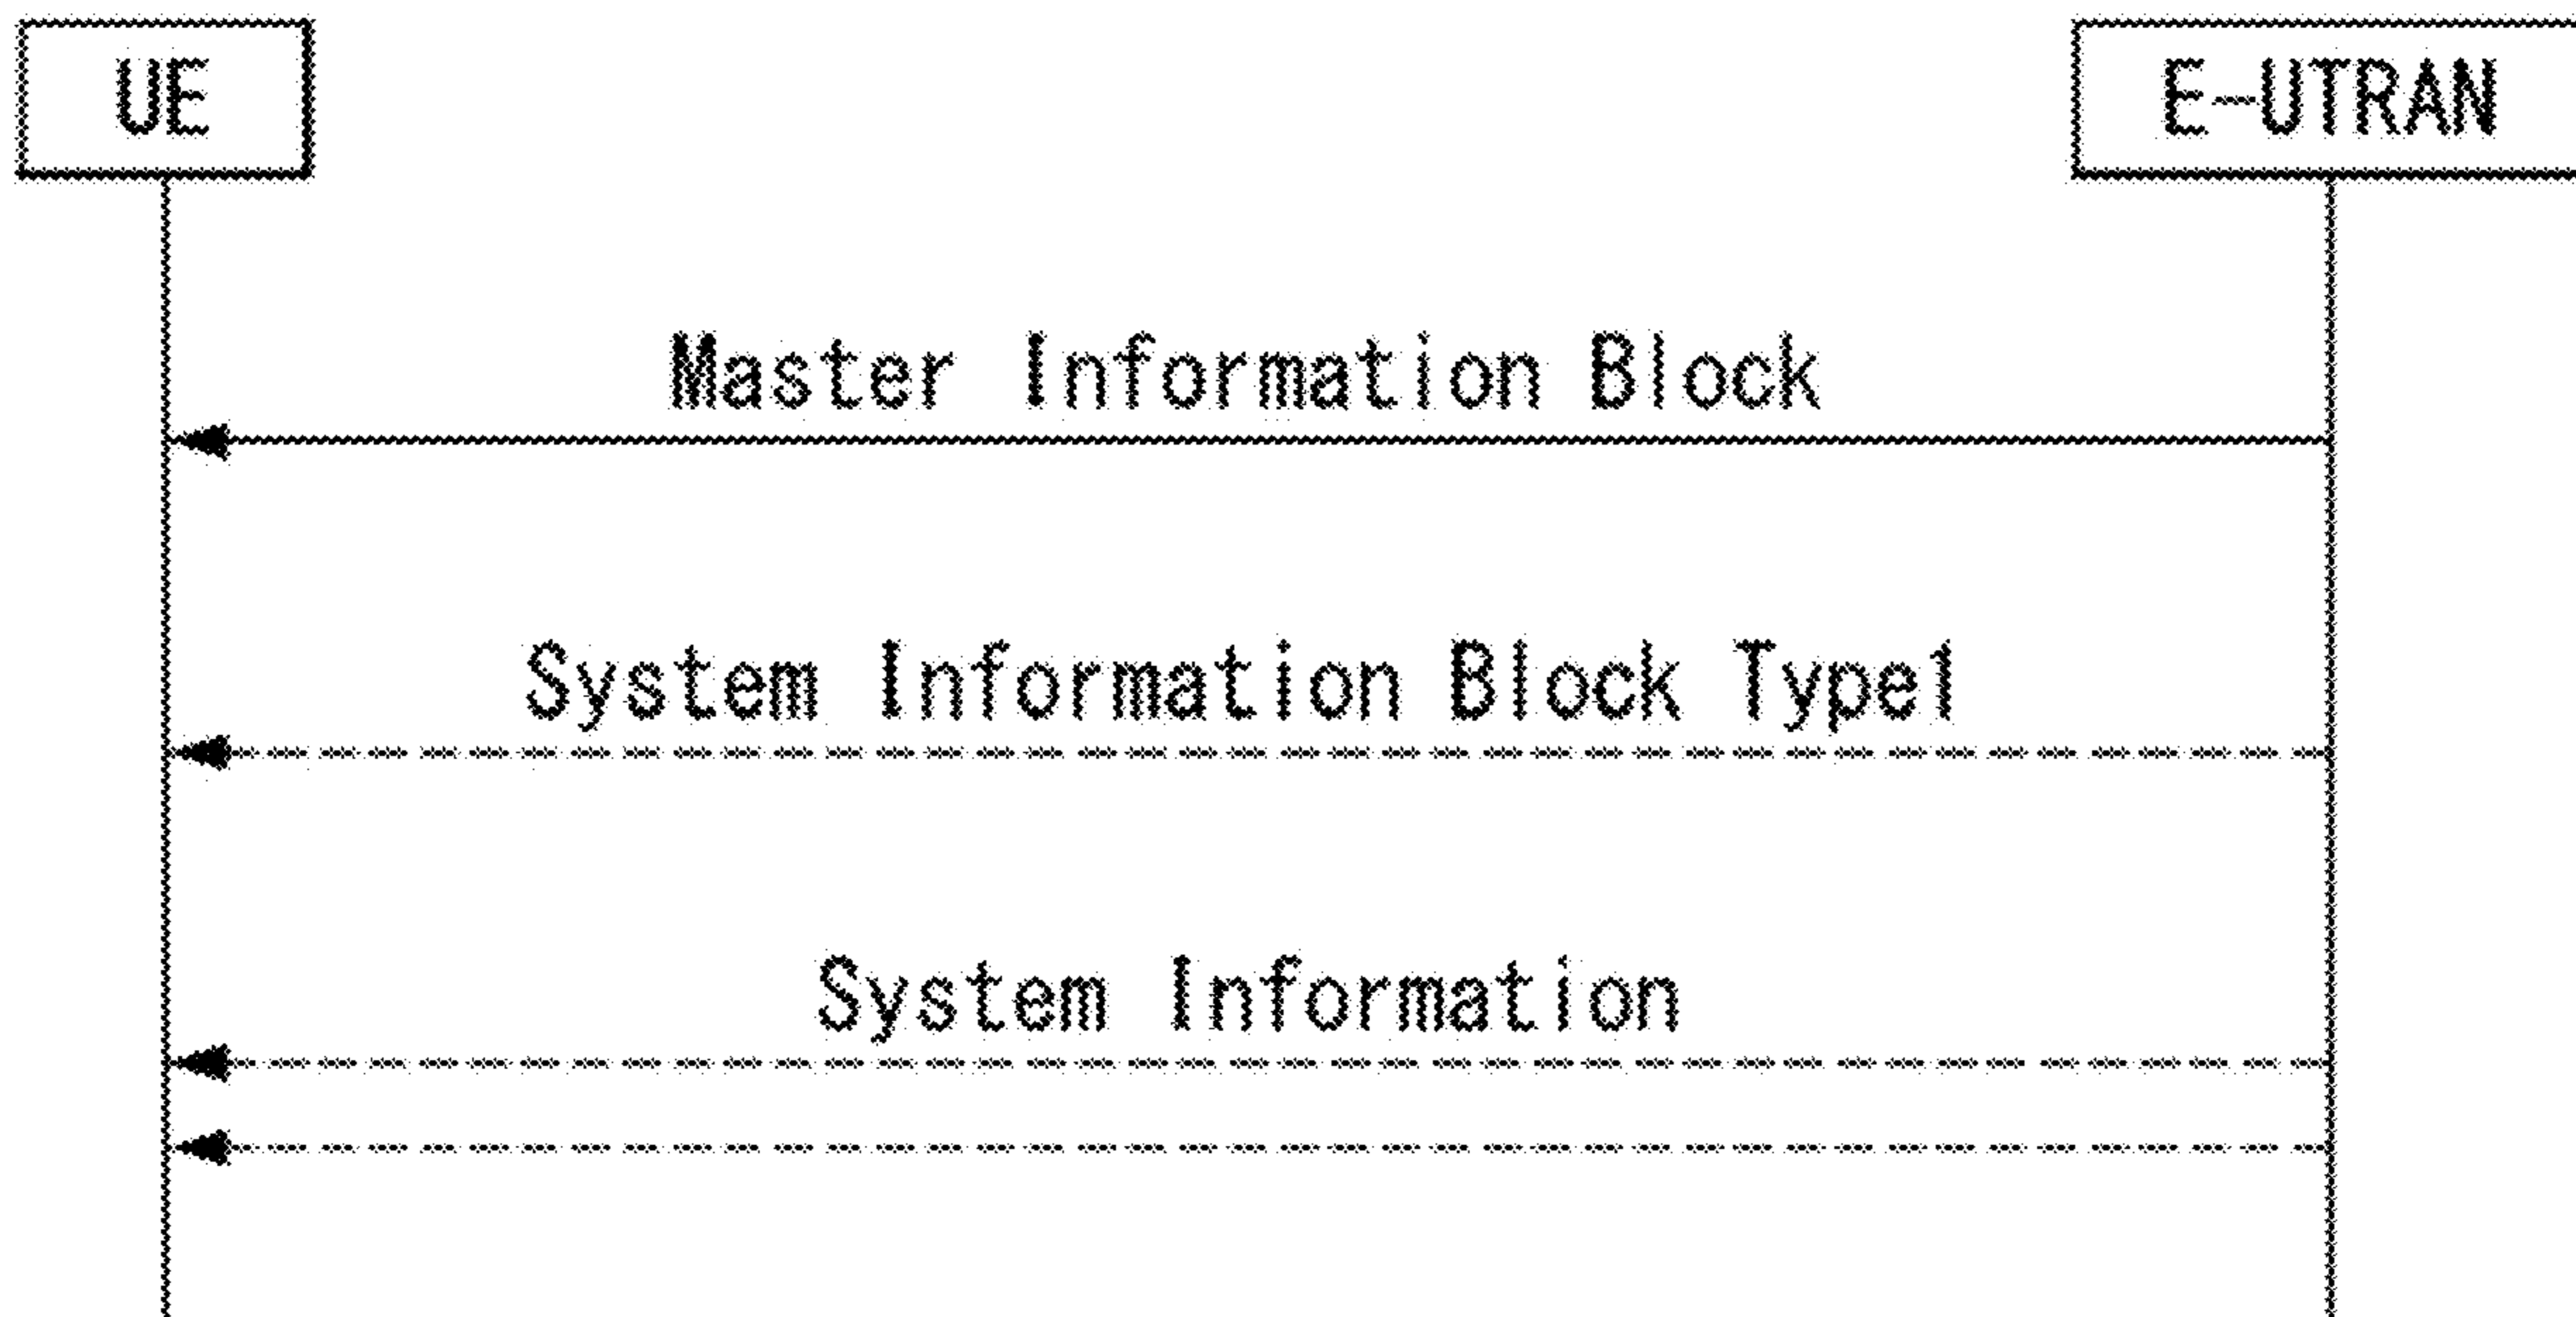 UE
E-UTRAN
Master Information Block
System Information Block Type1
System Information